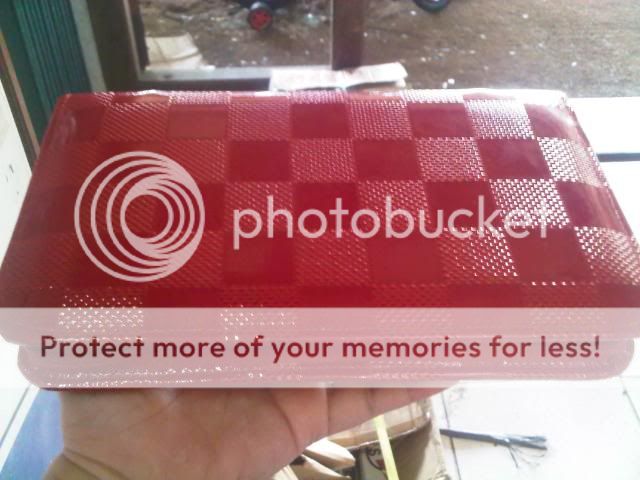 photobucket
Protect more of your memories for less!